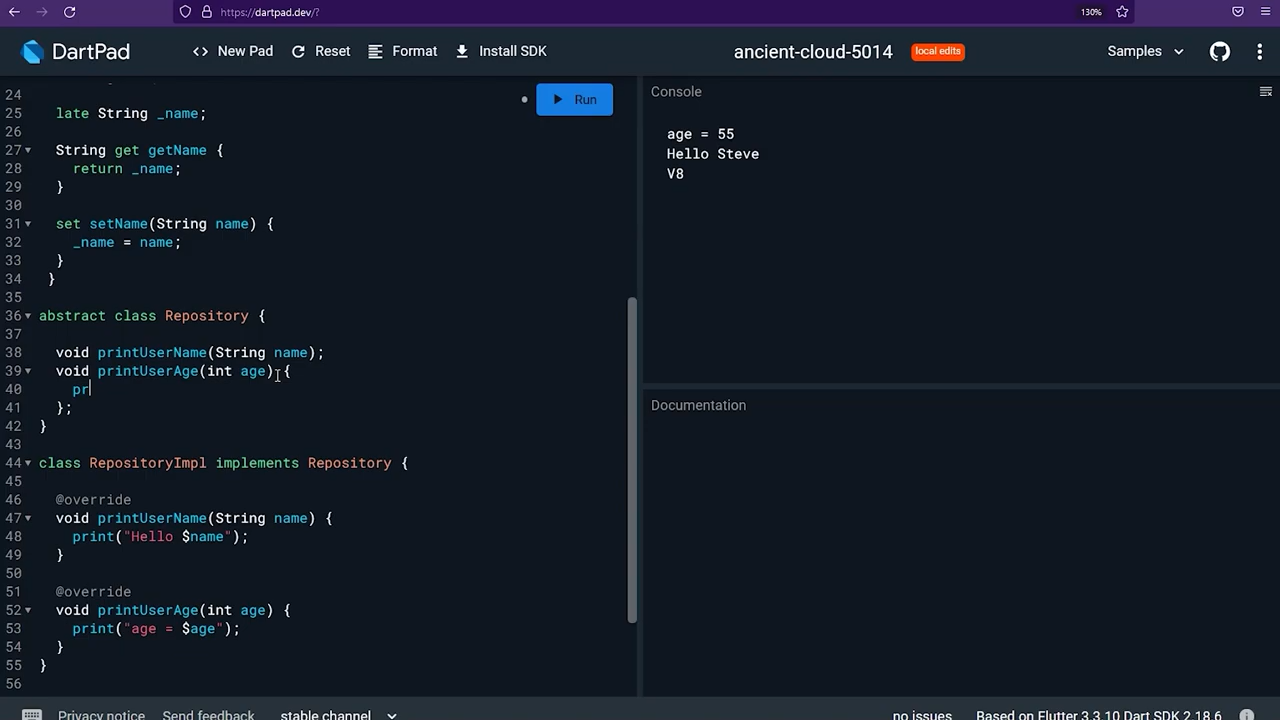 https://dartpad.dev/?
130%
DartPad
<> New Pad
Reset
Format
Install SDK
ancient-cloud-5014
local edits
Samples
24
25 late String _name;
26
27 String get getName {
28 return _name;
29 }
30
31 set setName(String name) {
32 _name = name;
33 }
34 }
35
36 abstract class Repository {
37
38 void printUserName(String name);
39 void printUserAge(int age) {
40 pr
41 };
42 }
43
44 class RepositoryImpl implements Repository {
45
46 @override
47 void printUserName(String name) {
48 print("Hello $name");
49 }
50
51 @override
52 void printUserAge(int age) {
53 print("age = $age");
54 }
55 }
56
Run
Console
age = 55
Hello Steve
V8
Documentation
Privacy notice
Send feedback
stable channel
no issues
Based on Flutter 3.3.10 Dart SDK 2.18.6